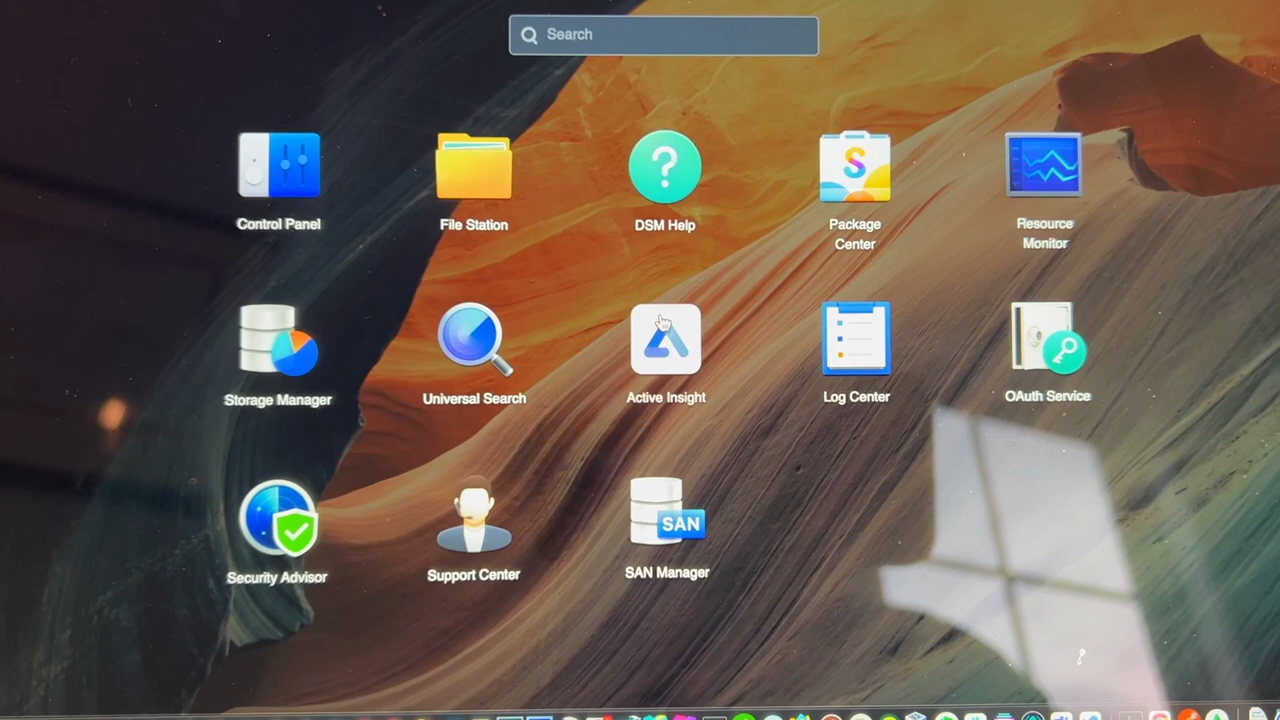 Search
Control Panel
File Station
DSM Help
Package
Center
Resource
Monitor
Storage Manager
Universal Search
Active Insight
Log Center
OAuth Service
Security Advisor
Support Center
SAN
SAN Manager